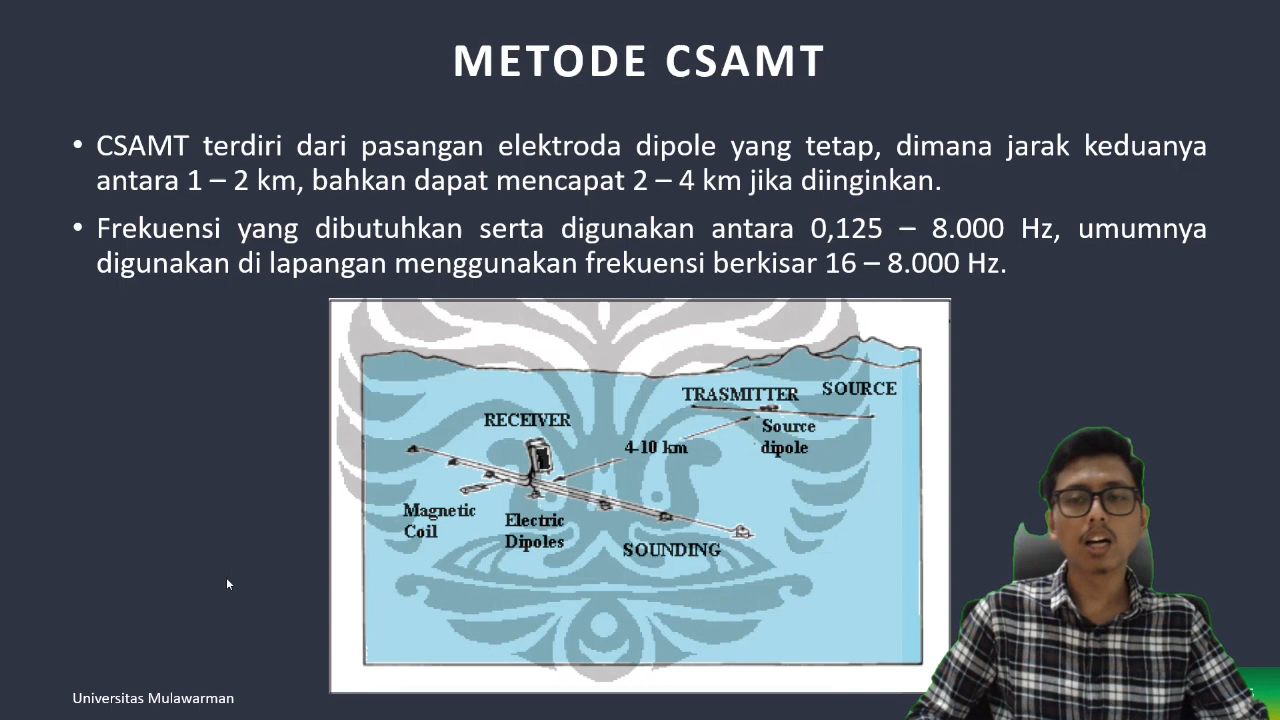 METODE CSAMT
• CSAMT terdiri dari pasangan elektroda dipole yang tetap, dimana jarak keduanya
antara 1 – 2 km, bahkan dapat mencapat 2 – 4 km jika diinginkan.
• Frekuensi yang dibutuhkan serta digunakan antara 0,125 – 8.000 Hz, umumnya
digunakan di lapangan menggunakan frekuensi berkisar 16 – 8.000 Hz.
TRASMITTER
SOURCE
RECEIVER
Source
dipole
4-10 km
Magnetic
Coil
Electric
Dipoles
SOUNDING
Universitas Mulawarman